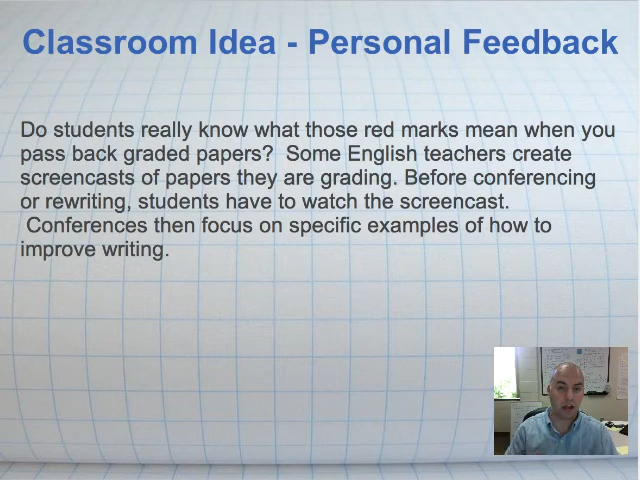 Classroom Idea - Personal Feedback
Do students really know what those red marks mean when you
pass back graded papers?  Some English teachers create
screencasts of papers they are grading. Before conferencing
or rewriting, students have to watch the screencast.
Conferences then focus on specific examples of how to
improve writing.